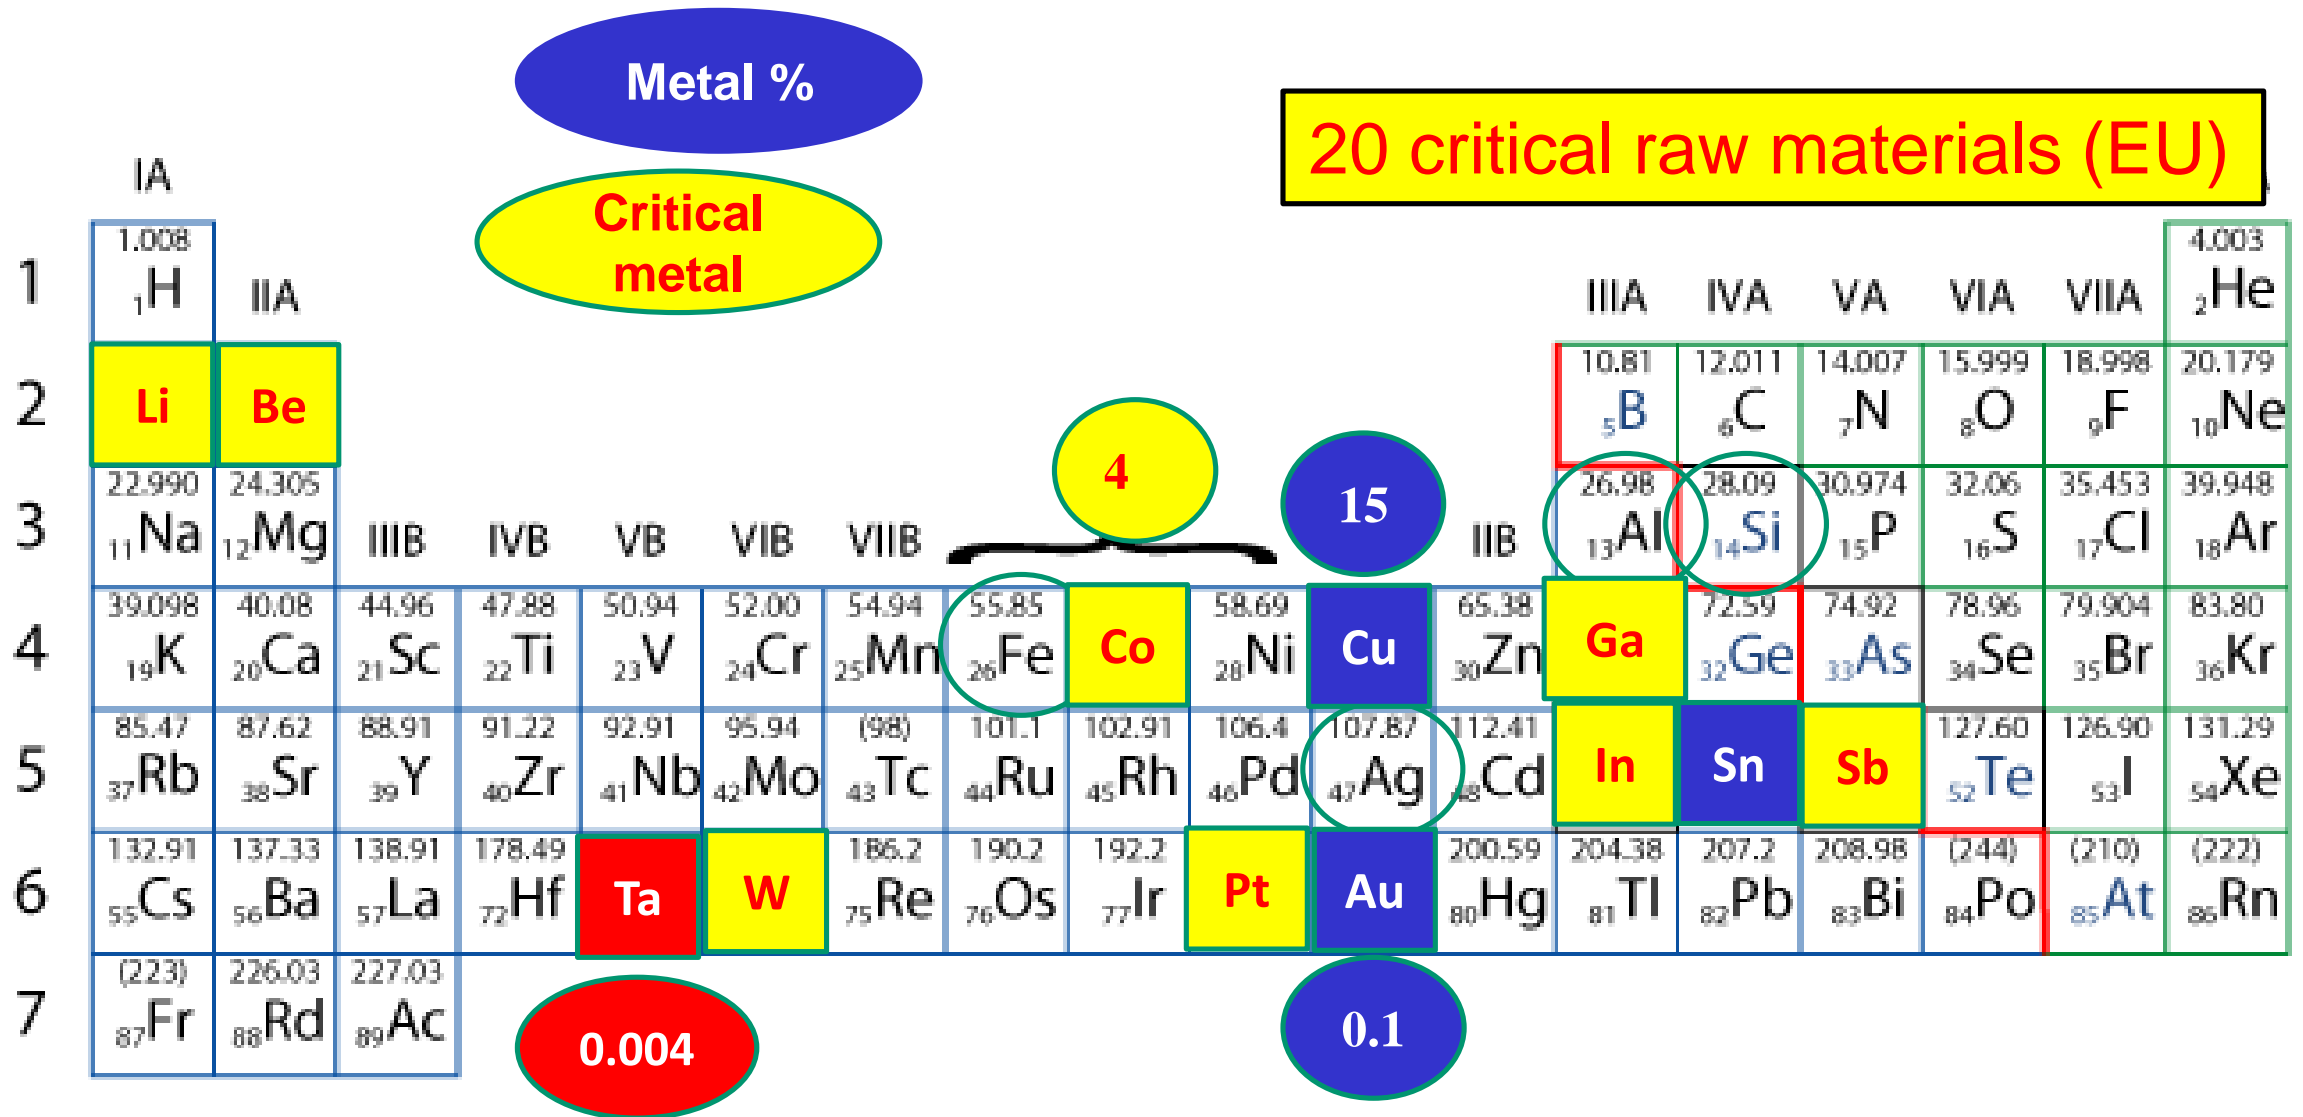 Metal %
20 critical raw materials (EU)
IA
Critical
metal
1.008 4.003
1 1H IIA IIIA IVA VA VIA VIIA 2He
10.81 12.011 14.007 15.999 18.998 20.179
2 Li Be 5B 6C 7N 8O 9F 10Ne
4 15
22.990 24.305 26.98 28.09 30.974 32.06 35.453 39.948
3 11Na 12Mg IIIB IVB VB VIB VIIB IIB 13Al 14Si 15P 16S 17Cl 18Ar
39.098 40.08 44.96 47.88 50.94 52.00 54.94 55.85 58.69 65.38 72.59 74.92 78.96 79.904 83.80
4 19K 20Ca 21Sc 22Ti 23V 24Cr 25Mn 26Fe Co 28Ni Cu 30Zn Ga 32Ge 33As 34Se 35Br 36Kr
85.47 87.62 88.91 91.22 92.91 95.94 (98) 101.1 102.91 106.4 107.87 112.41 127.60 126.90 131.29
5 37Rb 38Sr 39Y 40Zr 41Nb 42Mo 43Tc 44Ru 45Rh 46Pd 47Ag 48Cd In Sn Sb 52Te 53I 54Xe
132.91 137.33 138.91 178.49 186.2 190.2 192.2 200.59 204.38 207.2 208.98 (244) (210) (222)
6 55Cs 56Ba 57La 72Hf Ta W 75Re 76Os 77Ir Pt Au 80Hg 81Tl 82Pb 83Bi 84Po 85At 86Rn
(223) 226.03 227.03
7 87Fr 88Rd 89Ac
0.004 0.1